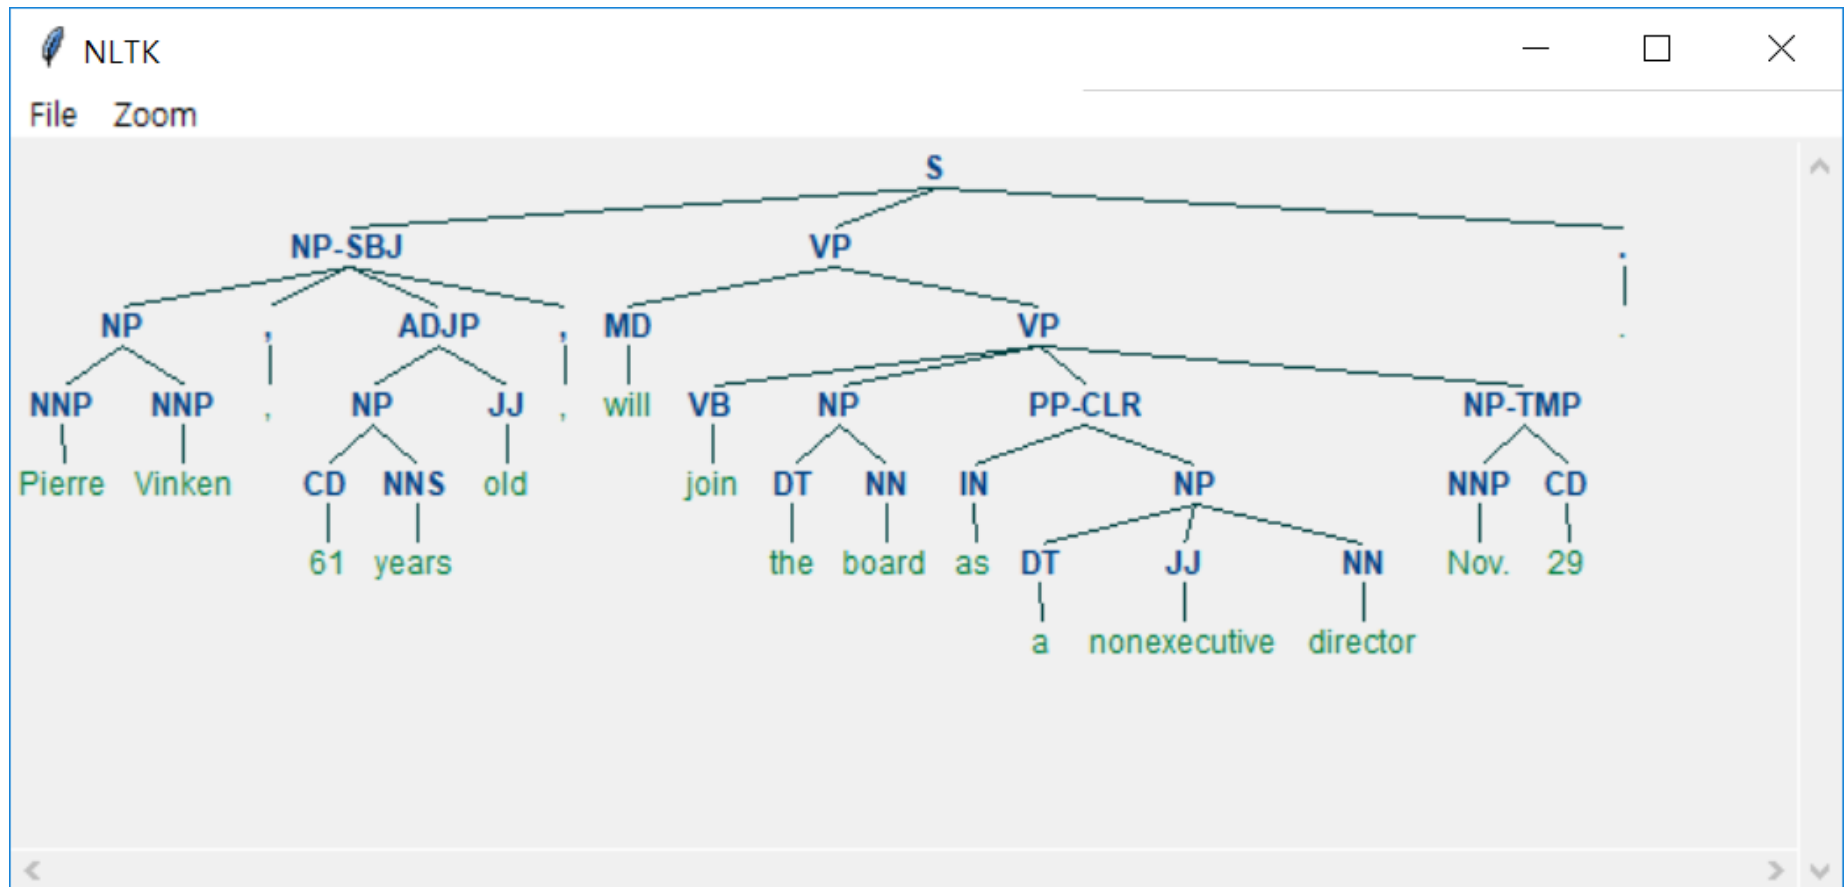 NLTK
File Zoom
S
NP-SBJ VP .
NP , ADJP , MD VP .
NNP NNP , NP JJ , will VB NP PP-CLR NP-TMP
Pierre Vinken CD NNS old join DT NN IN NP NNP CD
61 years the board as DT JJ NN Nov. 29
a nonexecutive director